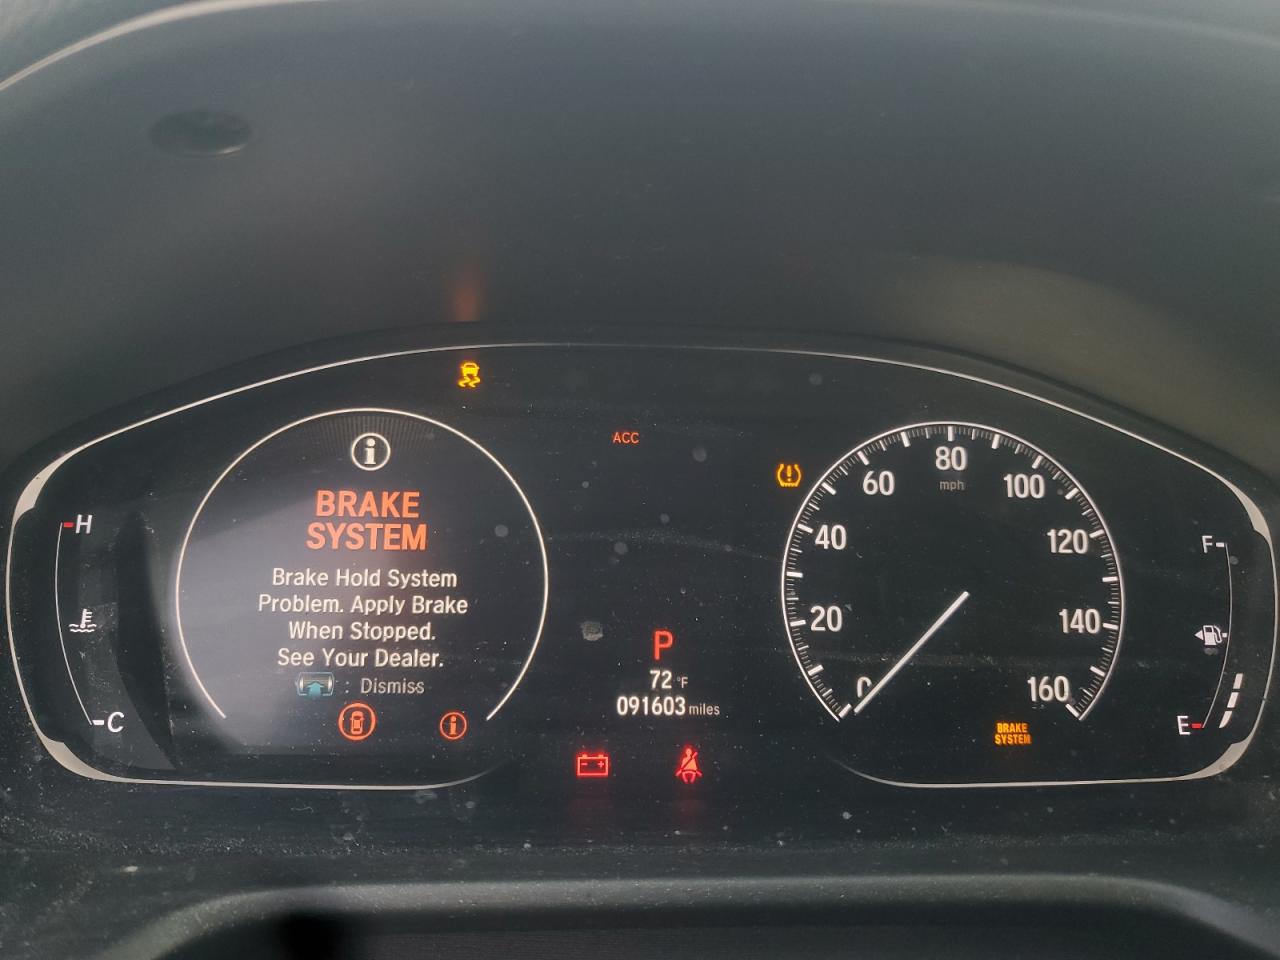 ACC
BRAKE
SYSTEM
Brake Hold System
Problem. Apply Brake
When Stopped.
See Your Dealer.
: Dismiss
H
C
P
72 °F
091603 miles
0
20
40
60
80
100
120
140
160
mph
BRAKE
SYSTEM
F
E